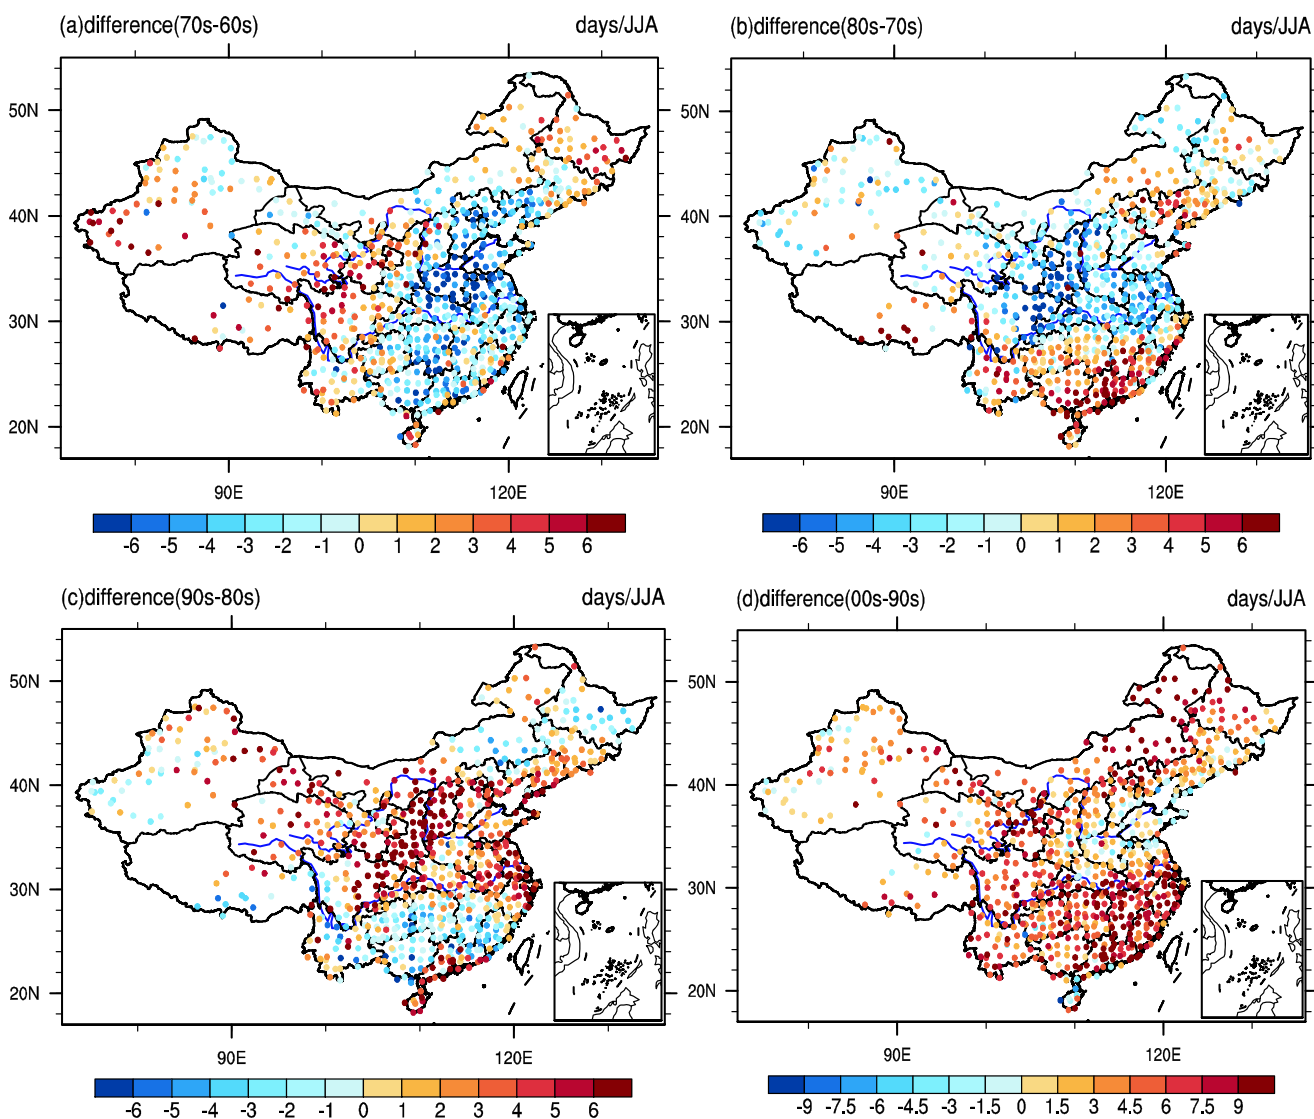 (a)difference(70s-60s) days/JJA
50N
40N
30N
20N
90E 120E
-6 -5 -4 -3 -2 -1 0 1 2 3 4 5 6
(b)difference(80s-70s) days/JJA
50N
40N
30N
20N
90E 120E
-6 -5 -4 -3 -2 -1 0 1 2 3 4 5 6
(c)difference(90s-80s) days/JJA
50N
40N
30N
20N
90E 120E
-6 -5 -4 -3 -2 -1 0 1 2 3 4 5 6
(d)difference(00s-90s) days/JJA
50N
40N
30N
20N
90E 120E
-9 -7.5 -6 -4.5 -3 -1.5 0 1.5 3 4.5 6 7.5 9